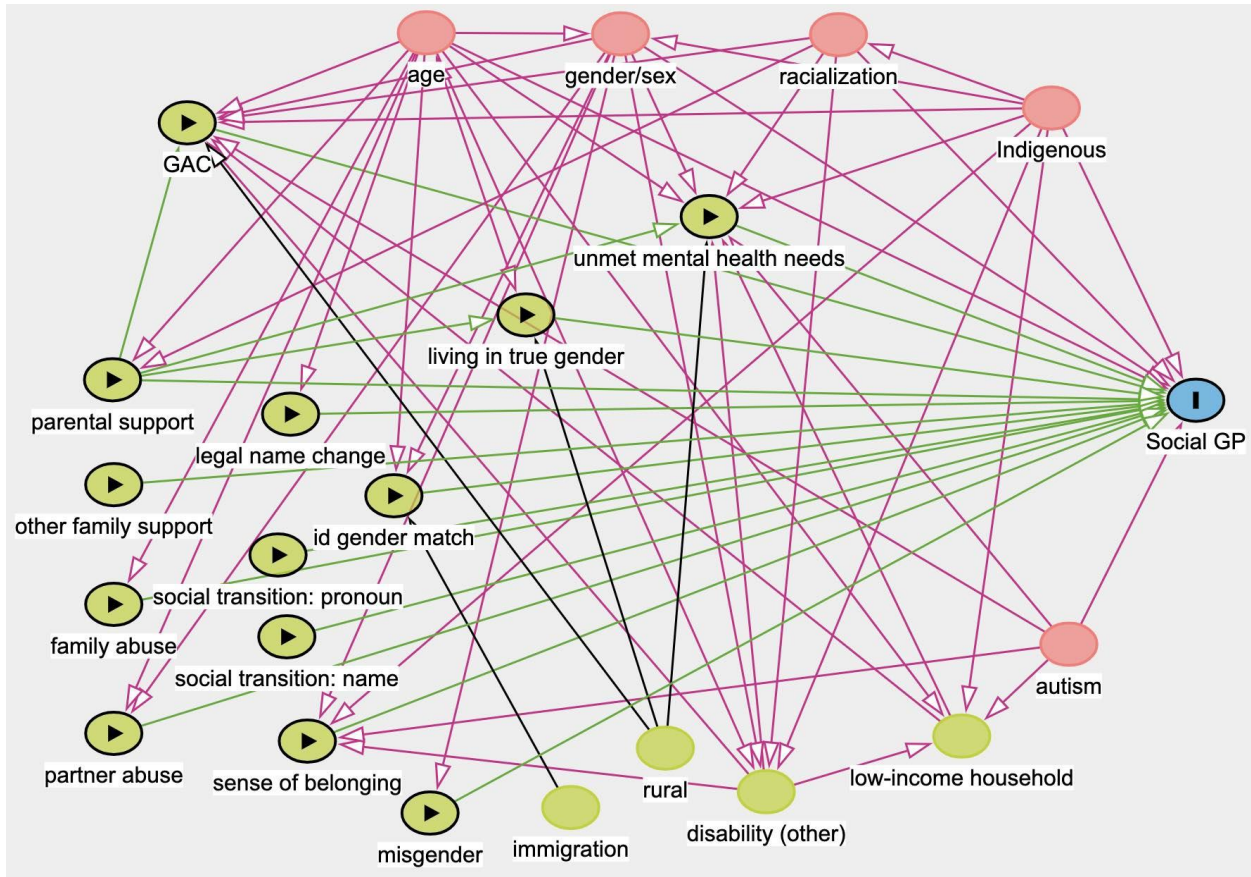 age
gender/sex
racialization
Indigenous
GAC
unmet mental health needs
living in true gender
parental support
legal name change
Social GP
other family support
id gender match
social transition: pronoun
family abuse
social transition: name
autism
partner abuse
sense of belonging
rural
low-income household
disability (other)
misgender
immigration